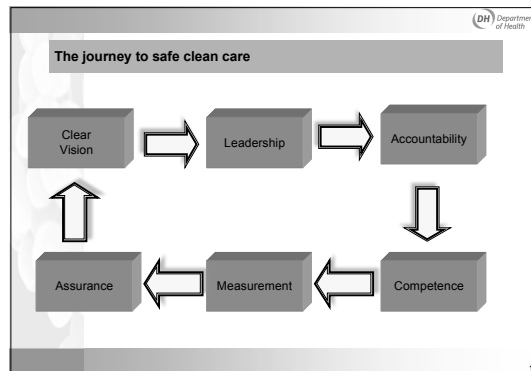 DH Department
of Health
The journey to safe clean care
Clear
Vision
Leadership
Accountability
Assurance
Measurement
Competence